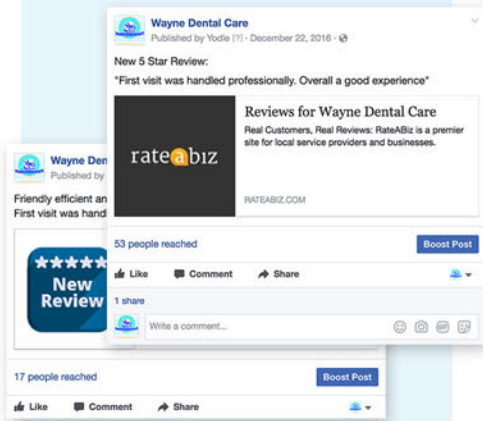 Wayne Dental Care
Published by Yodle [?] · December 22, 2016 ·
New 5 Star Review:
"First visit was handled professionally. Overall a good experience"
rateabiz
Reviews for Wayne Dental Care
Real Customers, Real Reviews: RateABiz is a premier
site for local service providers and businesses.
RATEABIZ.COM
53 people reached
Boost Post
Like Comment Share
1 share
Write a comment...
GIF
Wayne Den
Published by
Friendly efficient an
First visit was hand
New
Review
17 people reached
Boost Post
Like Comment Share